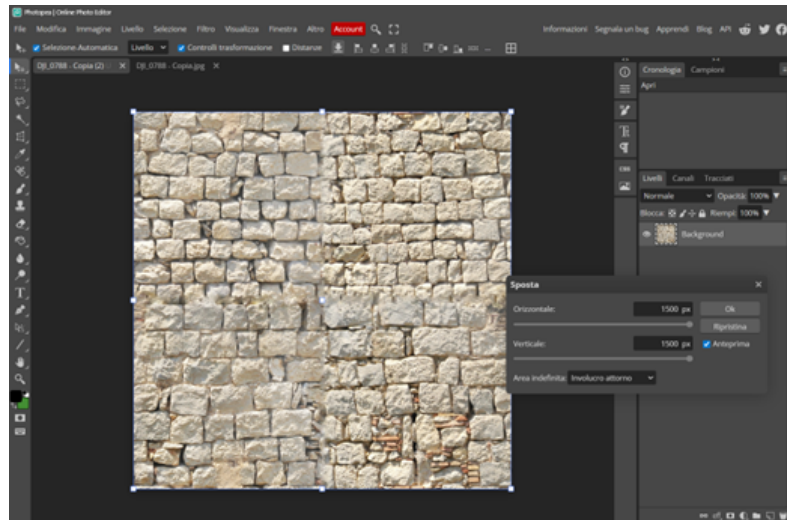 Photopea | Online Photo Editor
File Modifica Immagine Livello Selezione Filtro Visualizza Finestra Altro Account Informazioni Segnala un bug Apprendi Blog API
Selezione Automatica Livello Controlli trasformazione Distanze
DJI_0788 - Copia (2) DJI_0788 - Copia.jpg
Cronologia Campioni
Apri
Livelli Canali Tracciati
Normale Opacità: 100%
Blocca: Riempi: 100%
Background
Sposta
Orizzontale: 1500 px Ok
Ripristina
Verticale: 1500 px Anteprima
Area indefinita: Involucro attorno
CSS